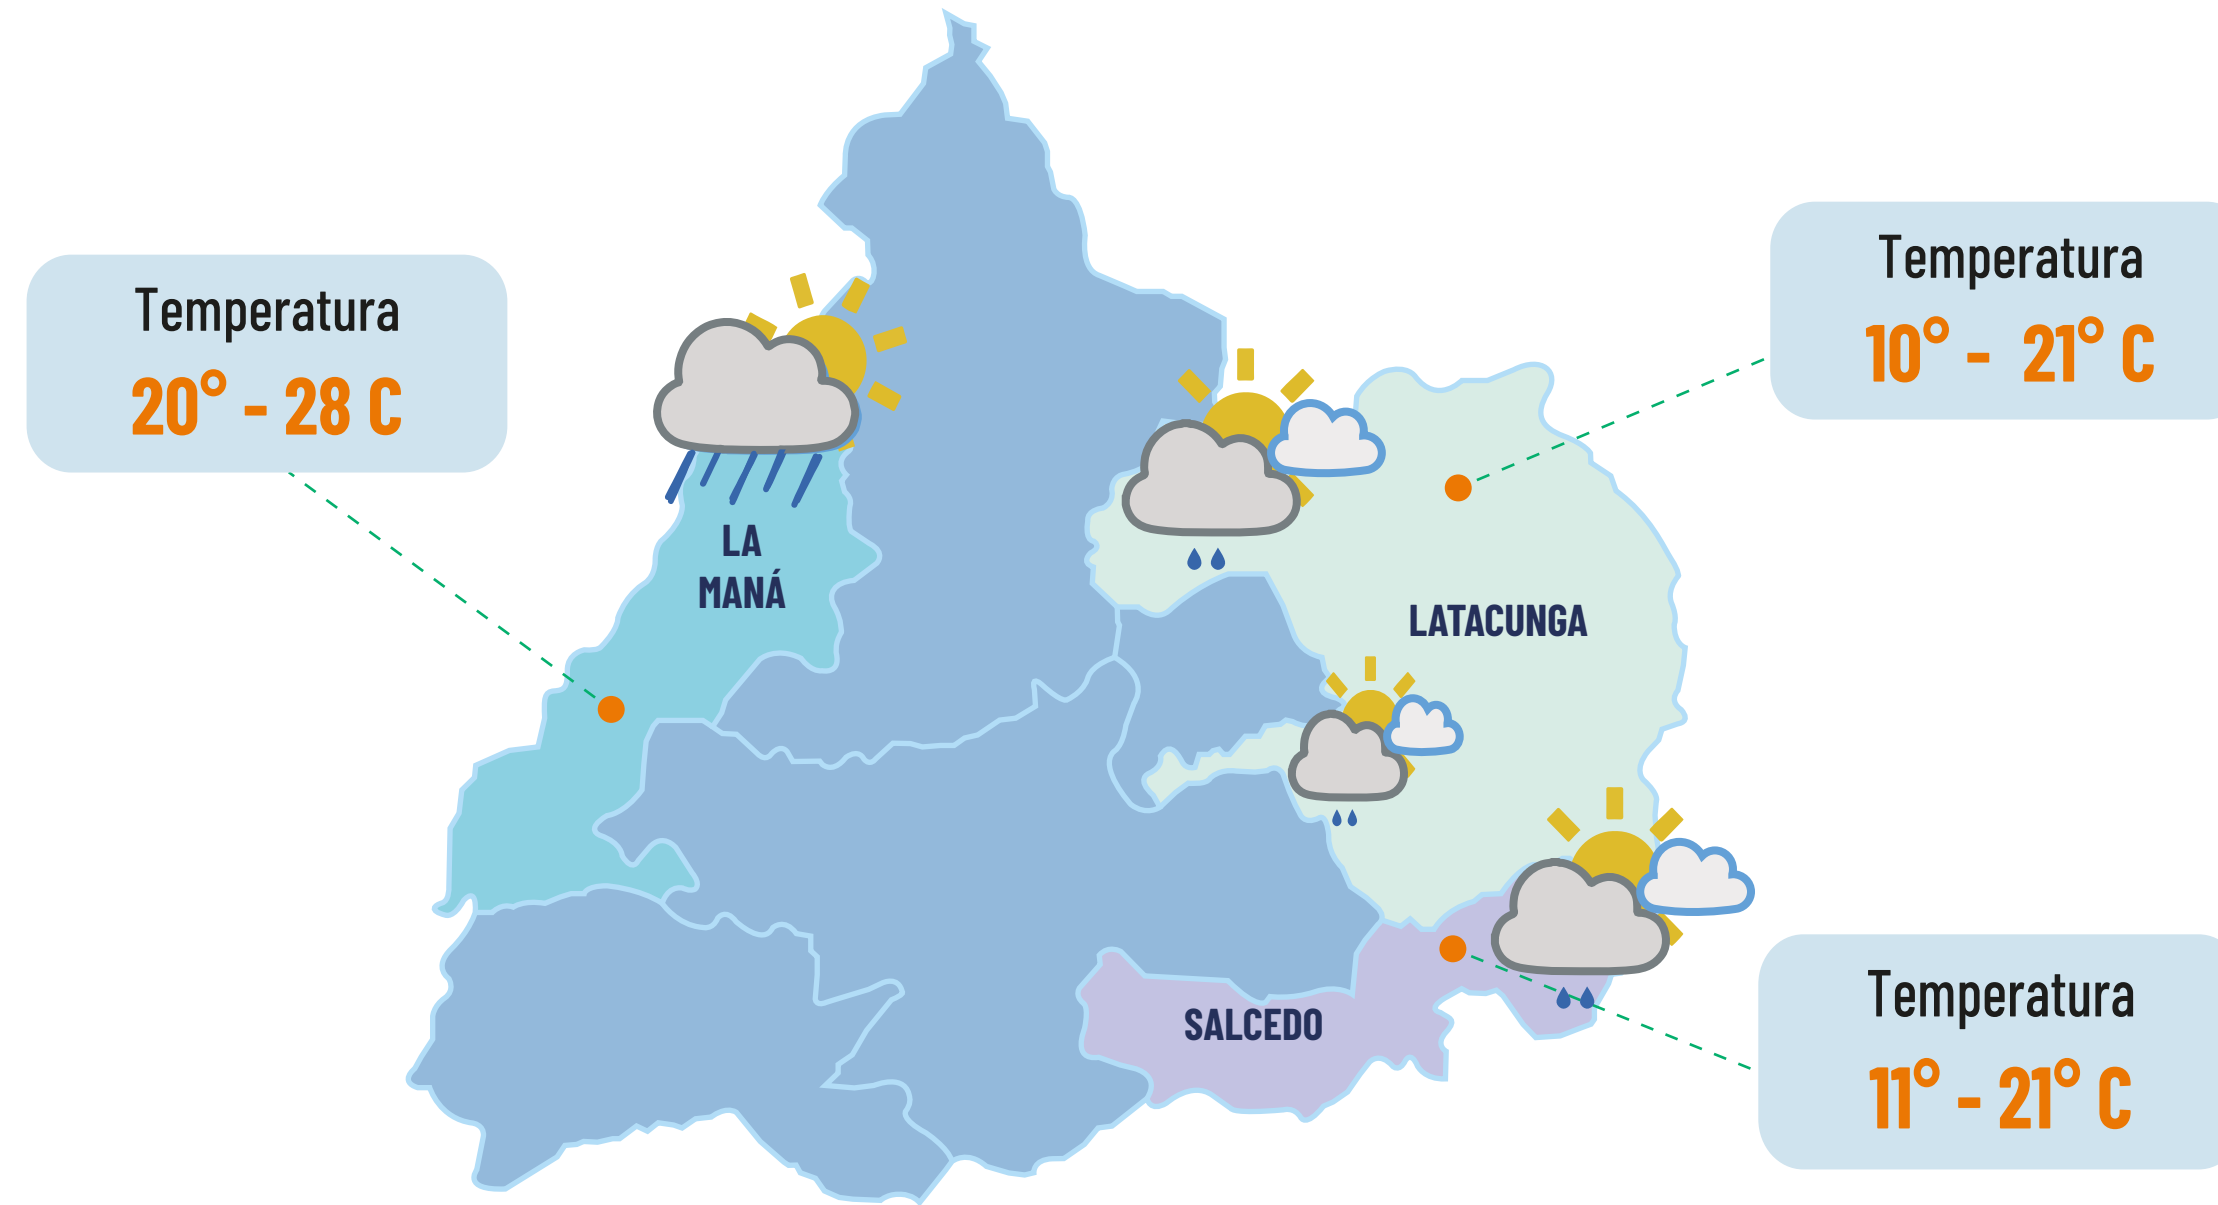 Temperatura
20° - 28 C
Temperatura
10° - 21° C
LA
MANÁ
LATACUNGA
SALCEDO
Temperatura
11° - 21° C